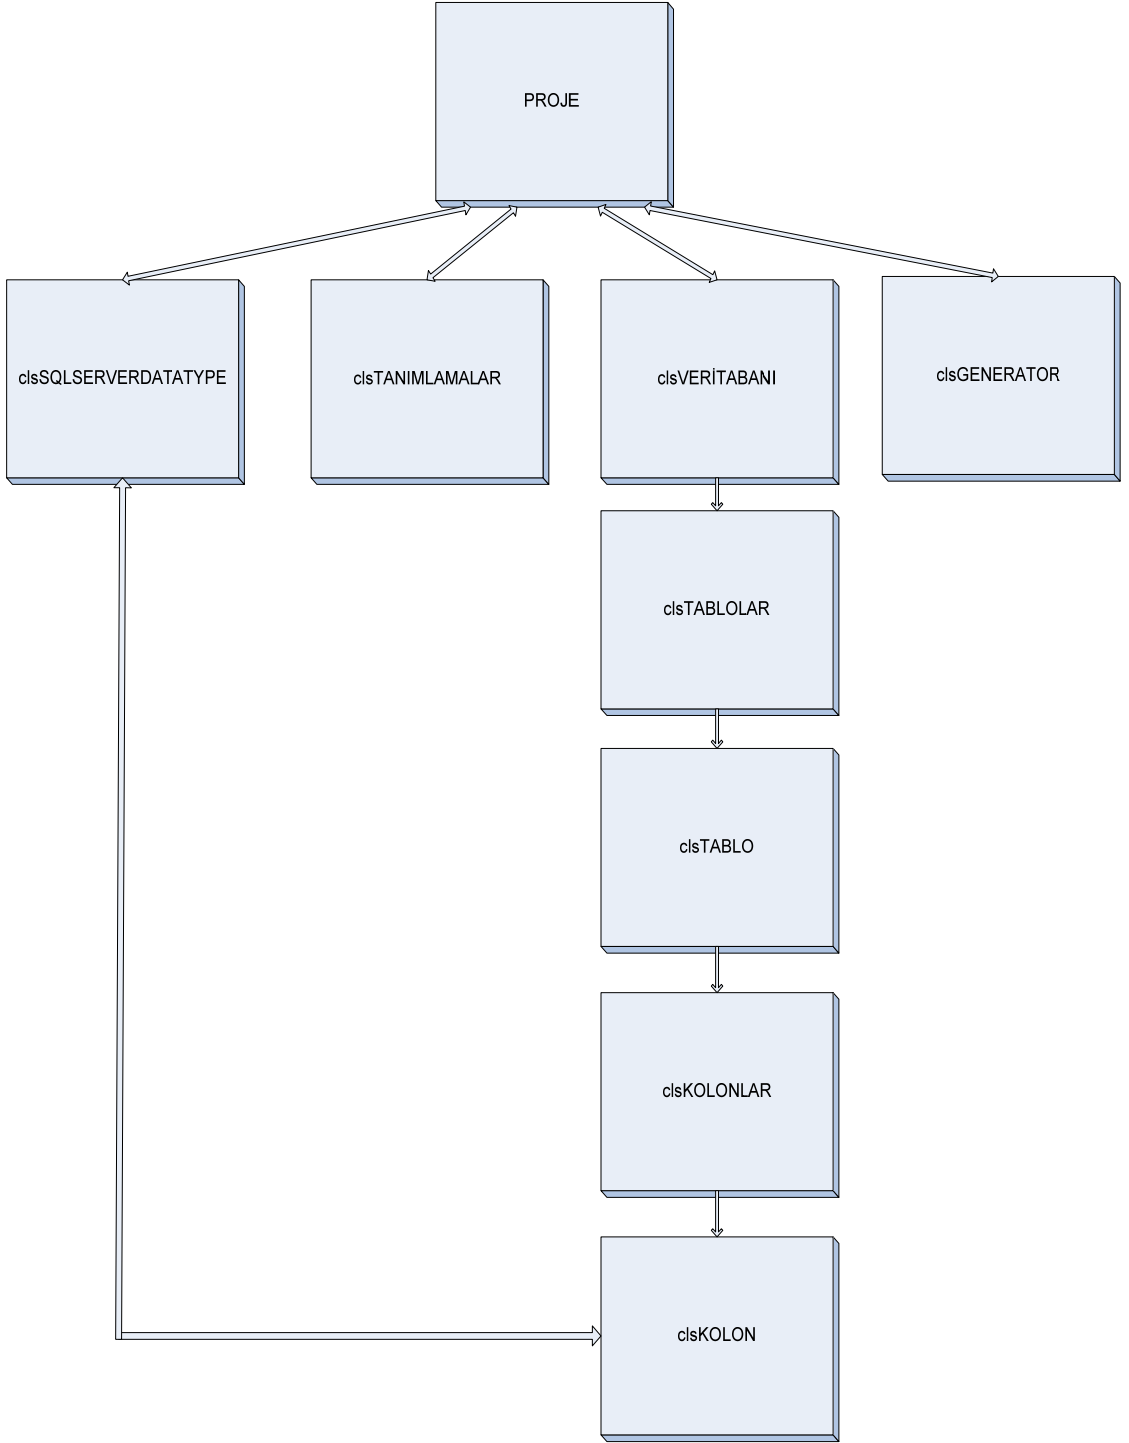 PROJE
clsSQLSERVERDATATYPE
clsTANIMLAMALAR
clsVERİTABANI
clsGENERATOR
clsTABLOLAR
clsTABLO
clsKOLONLAR
clsKOLON